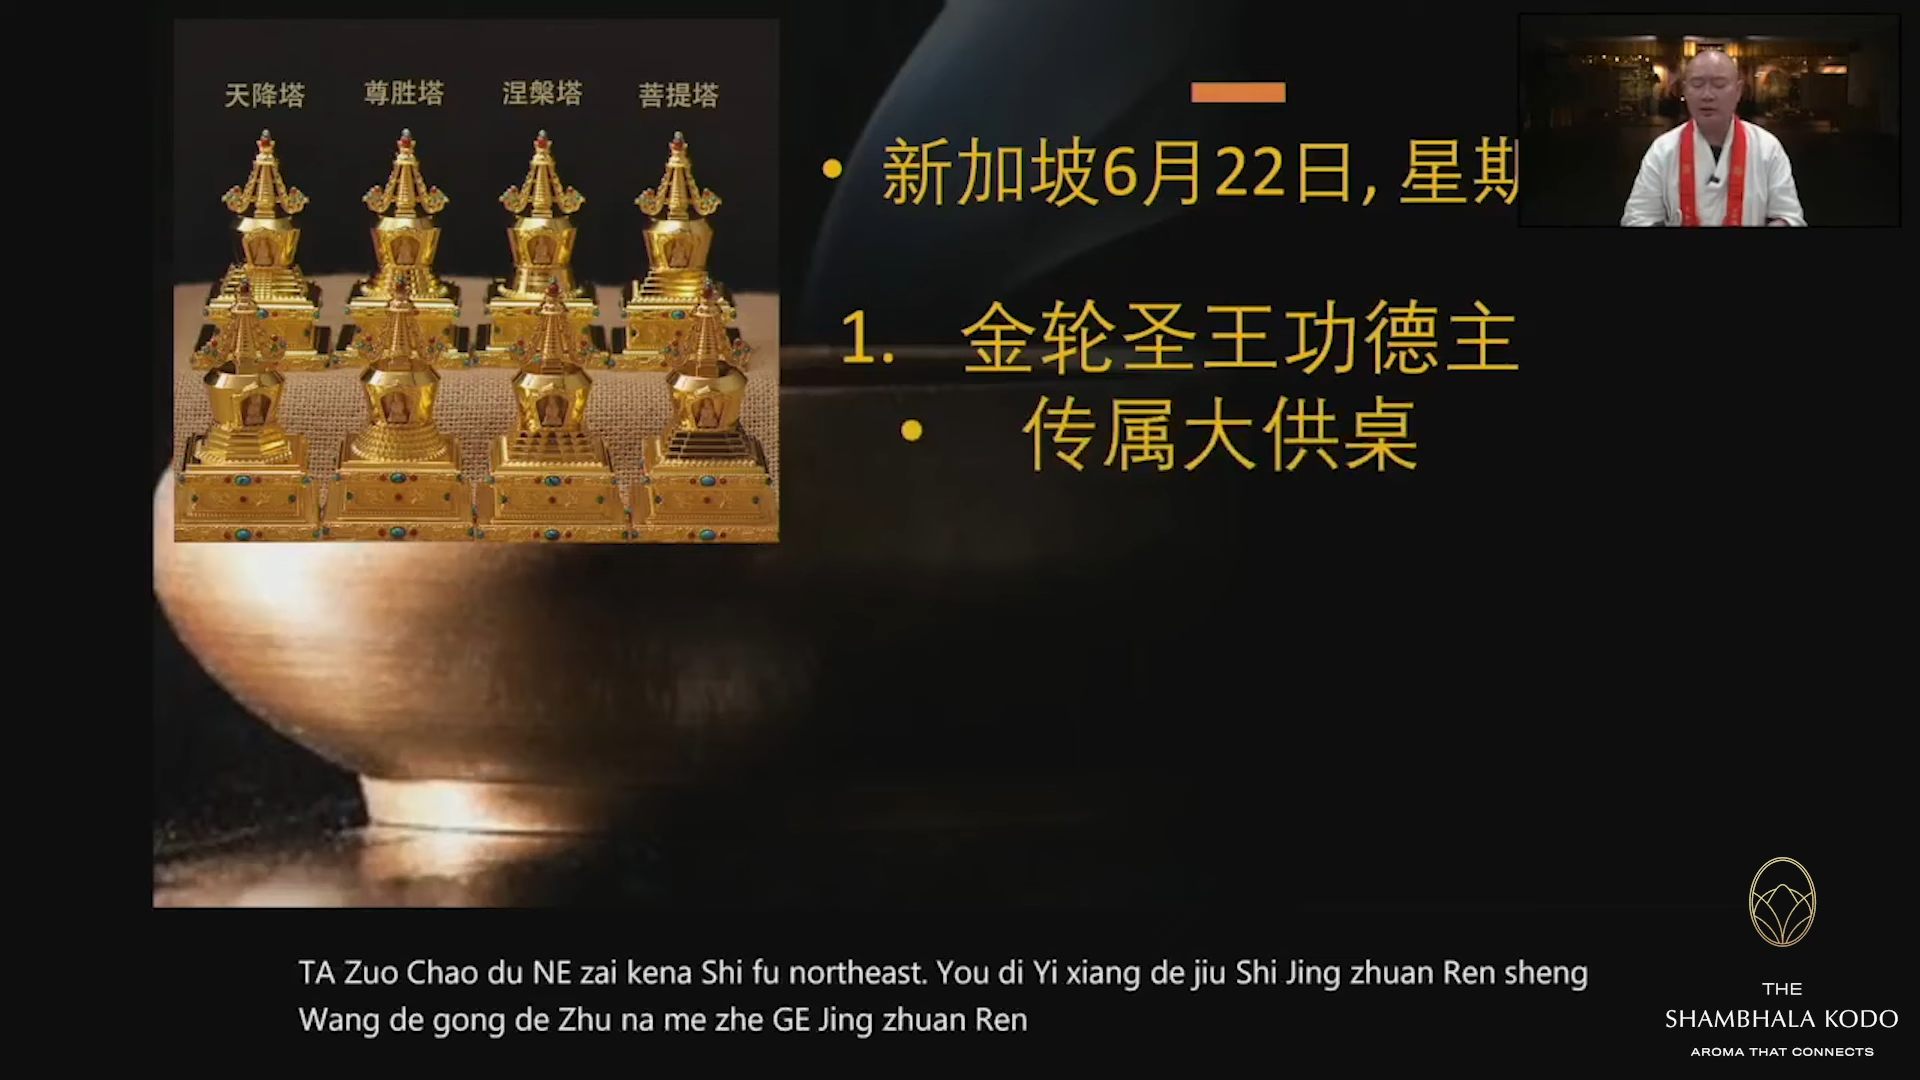 天降塔 尊胜塔 涅槃塔 菩提塔
• 新加坡6月22日, 星期
1. 金轮圣王功德主
• 传属大供桌
TA Zuo Chao du NE zai kena Shi fu northeast. You di Yi xiang de jiu Shi Jing zhuan Ren sheng
Wang de gong de Zhu na me zhe GE Jing zhuan Ren
THE
SHAMBHALA KODO
AROMA THAT CONNECTS